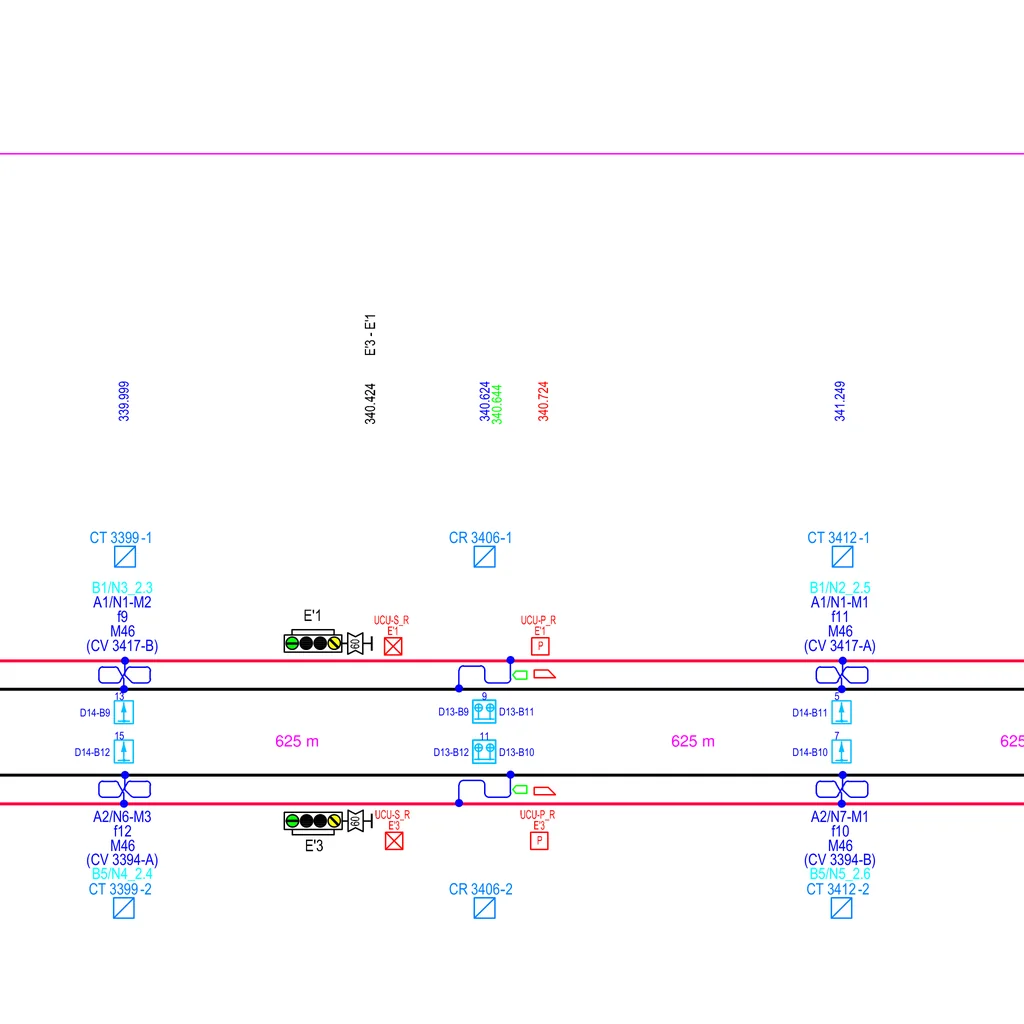 E'3 - E'1
339.999
340.424
340.624
340.644
340.724
341.249
CT 3399-1
CR 3406-1
CT 3412-1
B1/N3_2.3
A1/N1-M2
f9
M46
(CV 3417-B)
E'1
60
UCU-S_R
E'1
UCU-P_R
E'1
P
B1/N2_2.5
A1/N1-M1
f11
M46
(CV 3417-A)
13
D14-B9
9
D13-B9
D13-B11
5
D14-B11
625 m
625 m
625
15
D14-B12
11
D13-B12
D13-B10
7
D14-B10
A2/N6-M3
f12
M46
(CV 3394-A)
B5/N4_2.4
CT 3399-2
60
E'3
UCU-S_R
E'3
UCU-P_R
E'3
P
CR 3406-2
A2/N7-M1
f10
M46
(CV 3394-B)
B5/N5_2.6
CT 3412-2